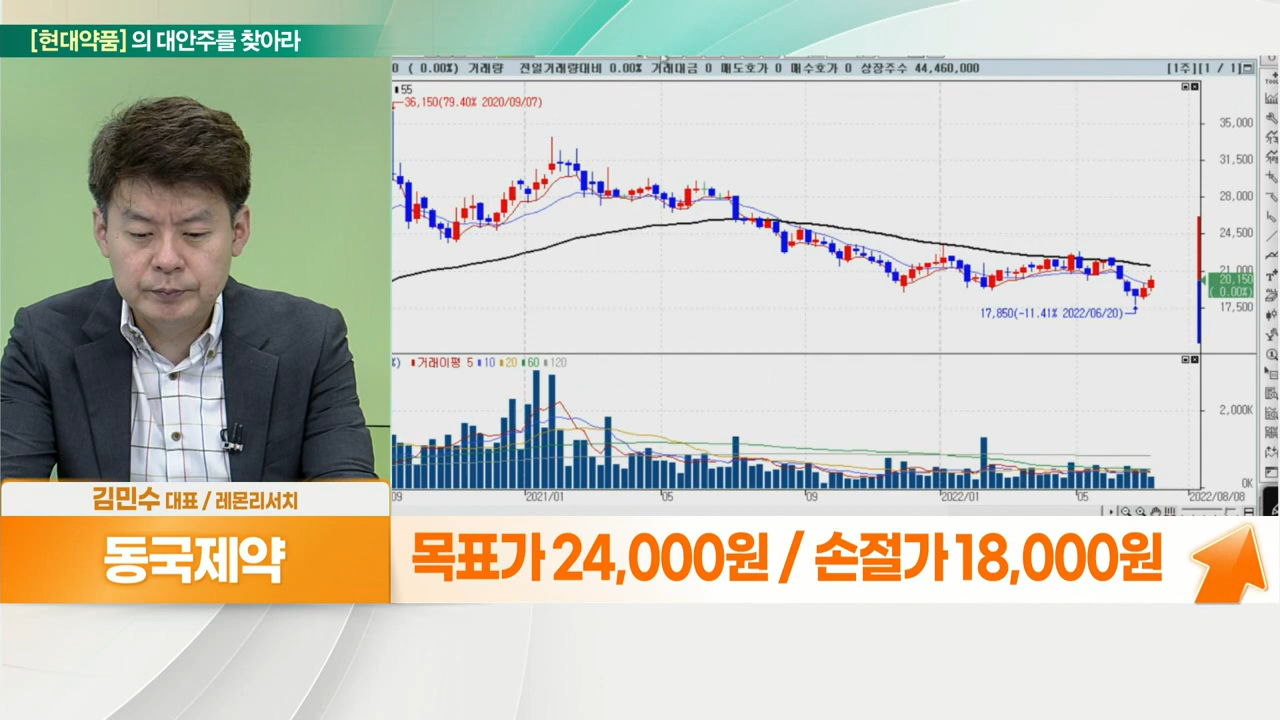 [현대약품] 의 대안주를 찾아라
0 ( 0.00%) 거래량 전일거래량대비 0.00% 거래대금 0 매도호가 0 매수호가 0 상장주수 44,460,000 [1주][1 / 1]
55
36,150(79.40% 2020/09/07)
35,000
31,500
28,000
24,500
21,000
20,150
( 0.00%)
17,500
17,850(-11.41% 2022/06/20)
%) 거래이평 5 10 20 60 120
2,000K
0K
09 2021/01 05 09 2022/01 05 2022/08/08
김민수 대표 / 레몬리서치
동국제약
목표가 24,000원 / 손절가 18,000원